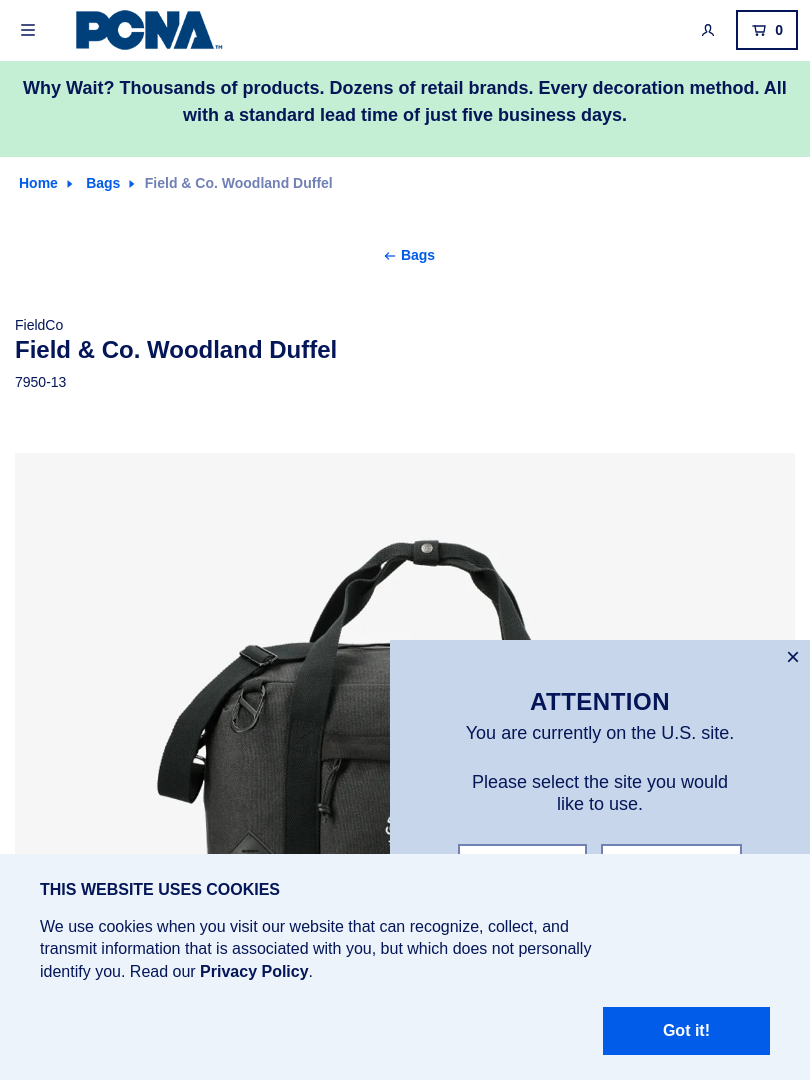 PCNA™
0
Why Wait? Thousands of products. Dozens of retail brands. Every decoration method. All
with a standard lead time of just five business days.
Home
Bags
Field & Co. Woodland Duffel
Bags
FieldCo
Field & Co. Woodland Duffel
7950-13
ATTENTION
You are currently on the U.S. site.
Please select the site you would
like to use.
THIS WEBSITE USES COOKIES
We use cookies when you visit our website that can recognize, collect, and
transmit information that is associated with you, but which does not personally
identify you. Read our Privacy Policy.
Got it!